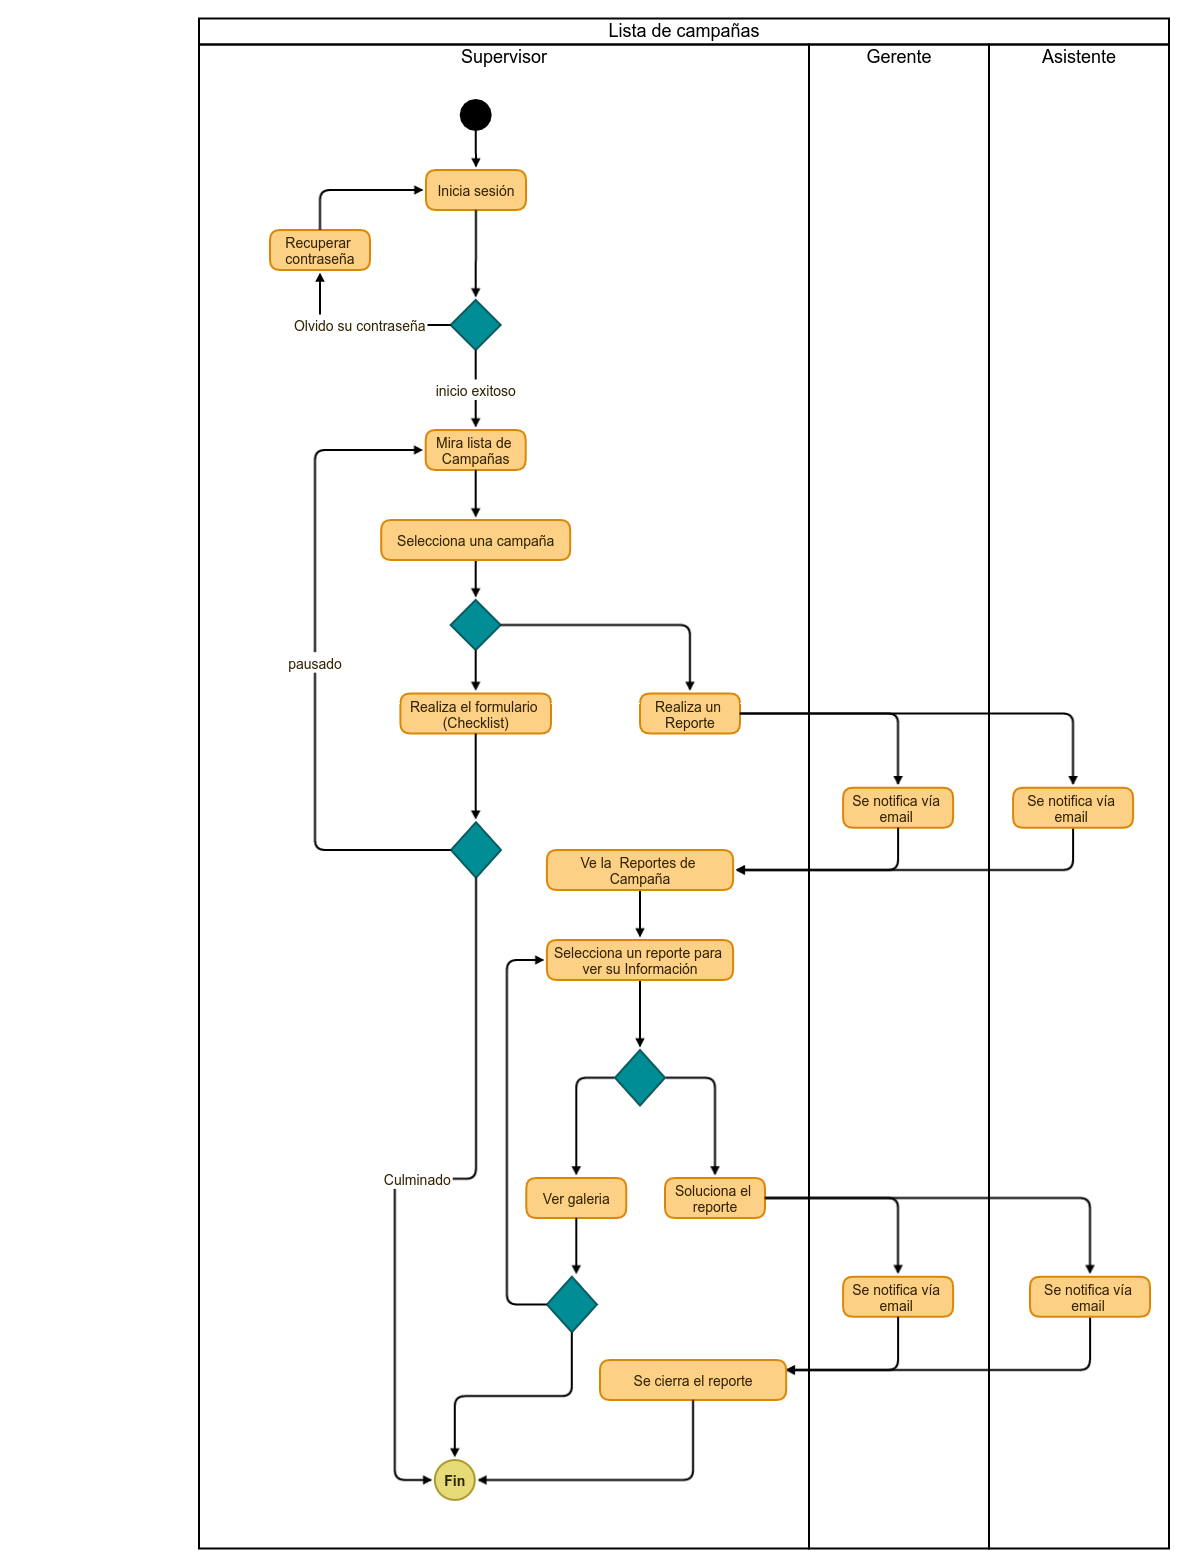 Lista de campañas
Supervisor
Gerente
Asistente
Inicia sesión
Recuperar
contraseña
Olvido su contraseña
inicio exitoso
Mira lista de
Campañas
Selecciona una campaña
pausado
Realiza el formulario
(Checklist)
Realiza un
Reporte
Se notifica vía
email
Se notifica vía
email
Ve la Reportes de
Campaña
Selecciona un reporte para
ver su Información
Culminado
Ver galeria
Soluciona el
reporte
Se notifica vía
email
Se notifica vía
email
Se cierra el reporte
Fin